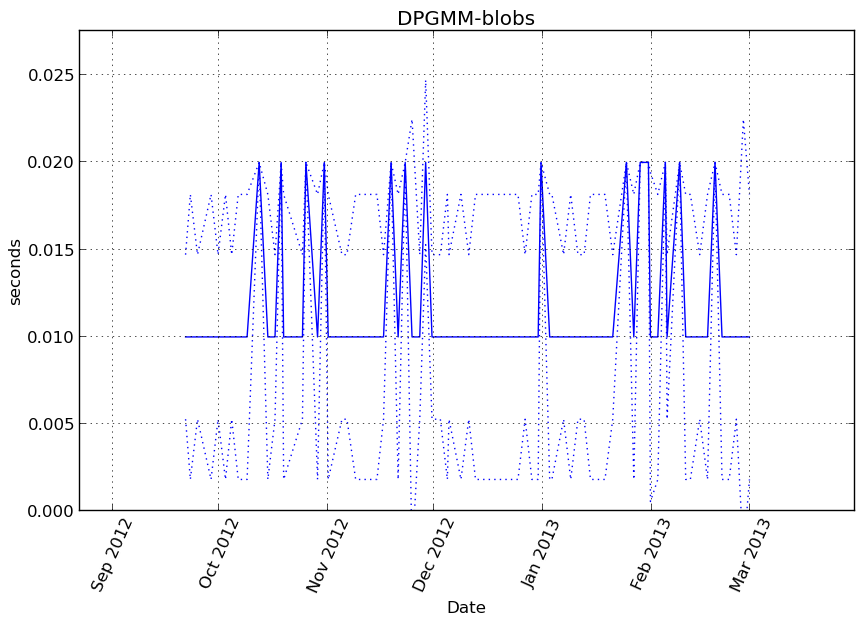 DPGMM-blobs
0.025
0.020
0.015
0.010
0.005
0.000
seconds
Sep 2012
Oct 2012
Nov 2012
Dec 2012
Jan 2013
Feb 2013
Mar 2013
Date